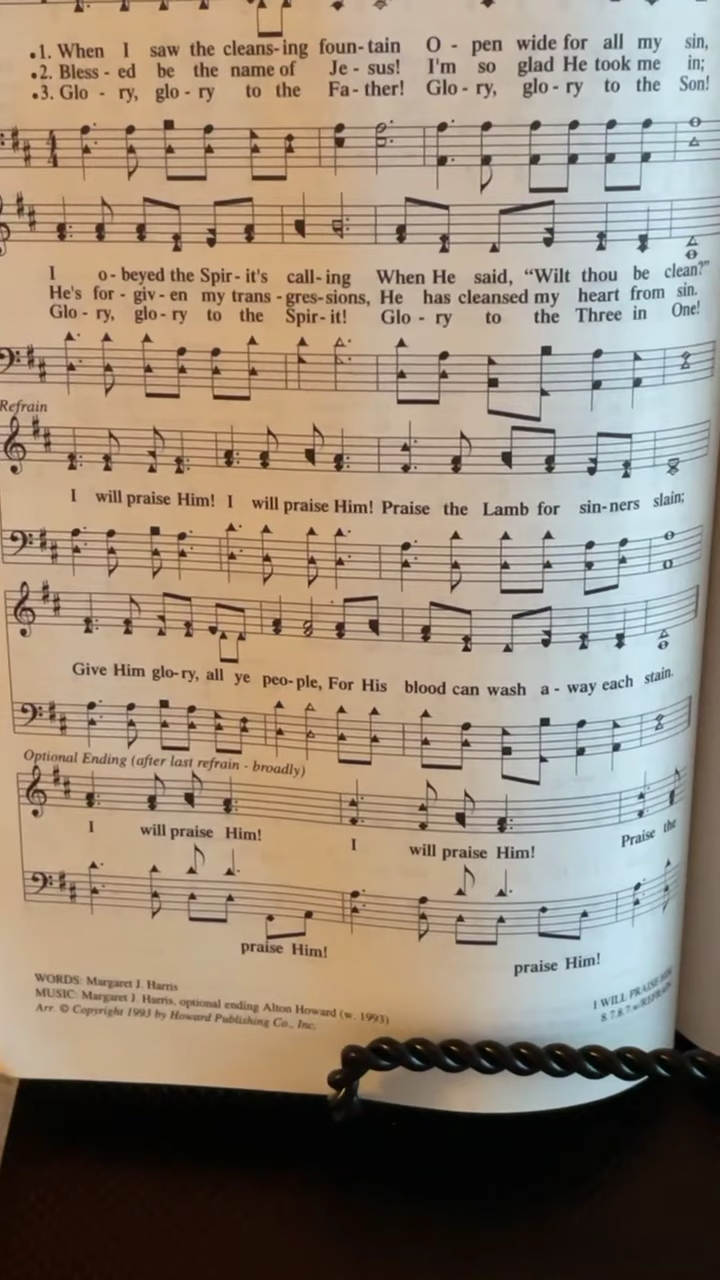 .1. When I saw the cleans-ing foun-tain O - pen wide for all my sin,
.2. Bless - ed be the name of Je - sus! I'm so glad He took me in;
.3. Glo - ry, glo - ry to the Fa - ther! Glo - ry, glo - ry to the Son!
I o - beyed the Spir - it's call - ing When He said, “Wilt thou be clean?”
He's for - giv - en my trans - gres-sions, He has cleansed my heart from sin.
Glo - ry, glo - ry to the Spir - it! Glo - ry to the Three in One!
Refrain
I will praise Him! I will praise Him! Praise the Lamb for sin-ners slain;
Give Him glo-ry, all ye peo-ple, For His blood can wash a - way each stain.
Optional Ending (after last refrain - broadly)
I will praise Him! I will praise Him! Praise the
praise Him! praise Him!
WORDS: Margaret J. Harris
MUSIC: Margaret J. Harris, optional ending Alton Howard (w. 1993)
Arr. © Copyright 1993 by Howard Publishing Co., Inc.
I WILL PRAISE HIM
8.7.8.7.w/REFRAIN